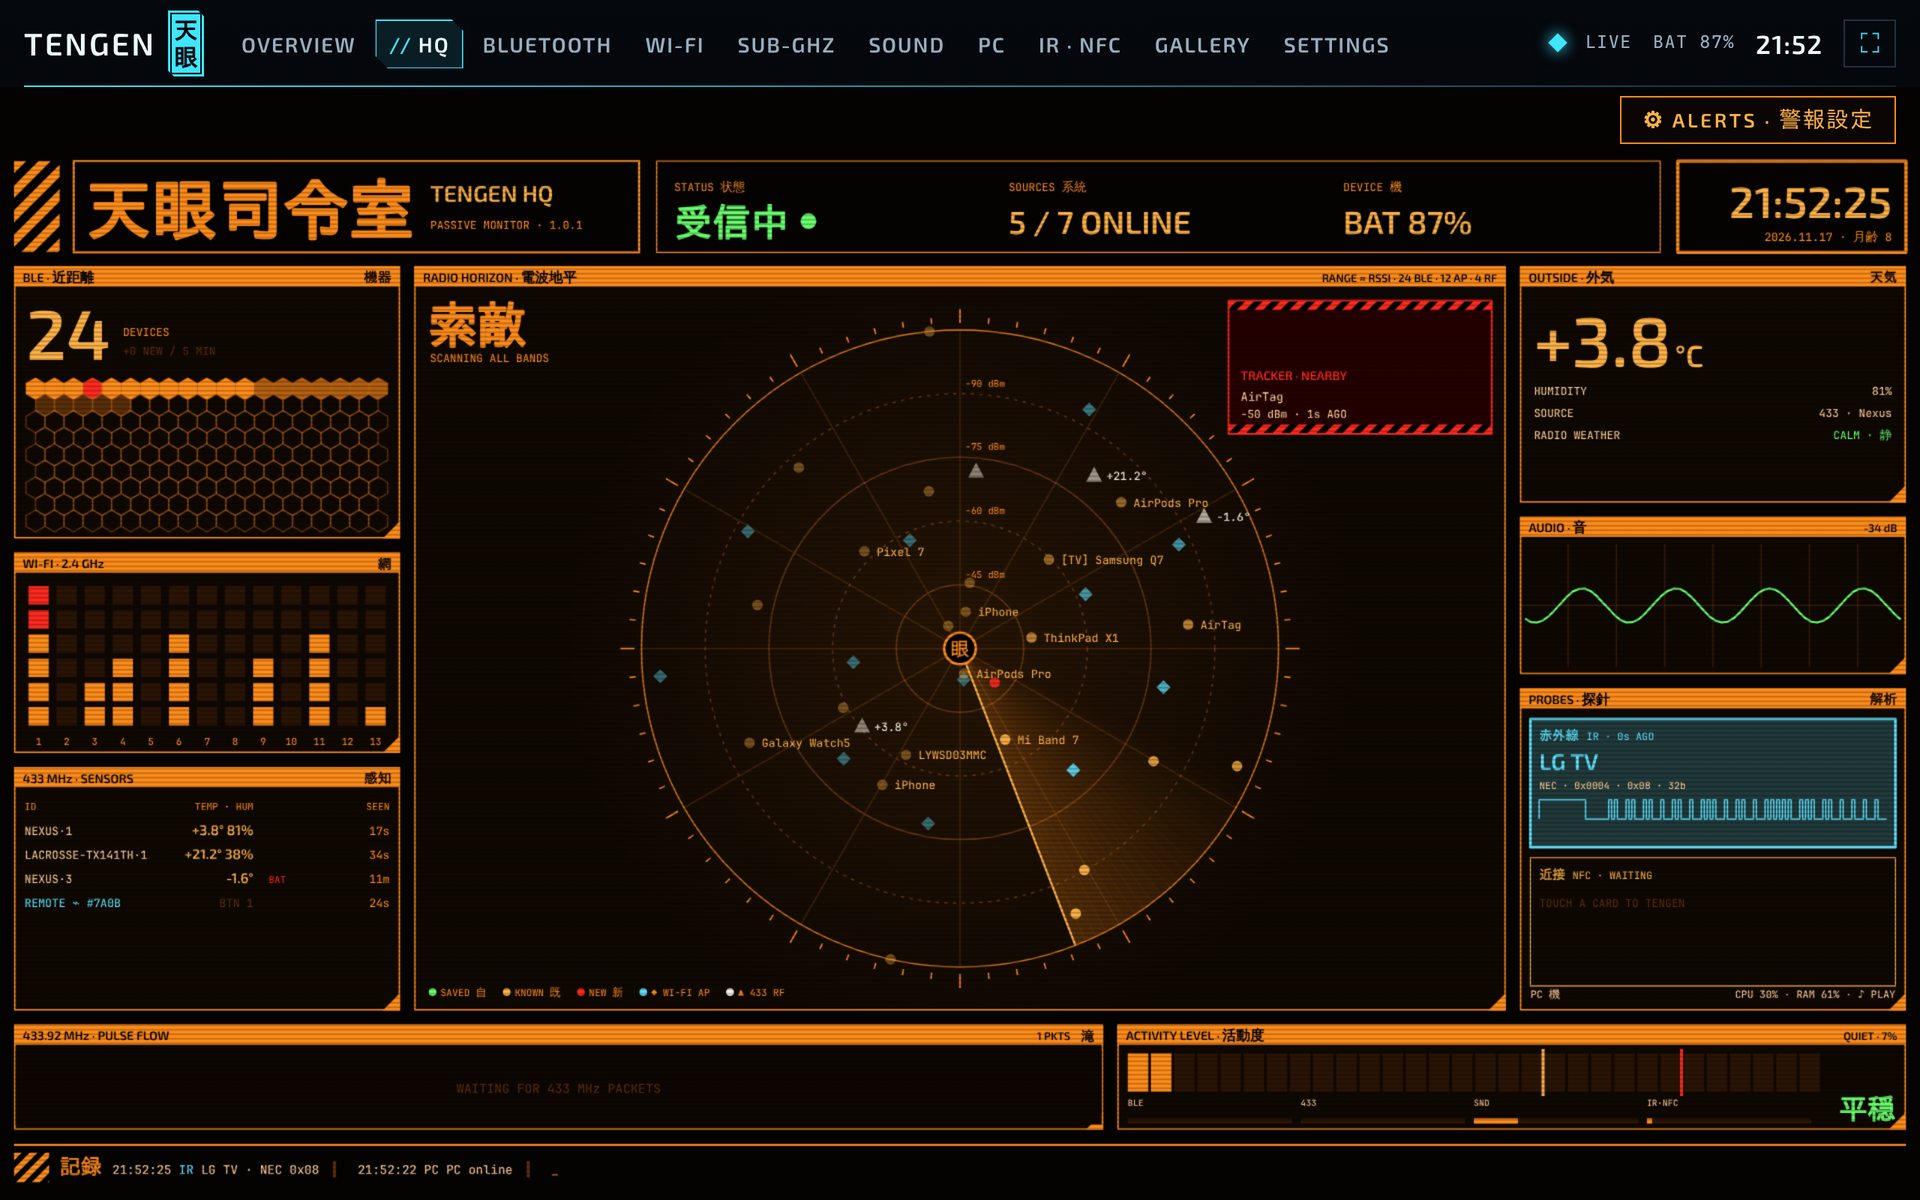 TENGEN 天眼 OVERVIEW // HQ BLUETOOTH WI-FI SUB-GHZ SOUND PC IR · NFC GALLERY SETTINGS LIVE BAT 87% 21:52
⚙ ALERTS · 警報設定
天眼司令室 TENGEN HQ
PASSIVE MONITOR · 1.0.1
STATUS 状態
受信中
SOURCES 系統
5 / 7 ONLINE
DEVICE 機
BAT 87%
21:52:25
2026.11.17 · 月齢 8
BLE · 近距離 機器
24 DEVICES
+0 NEW / 5 MIN
WI-FI · 2.4 GHz 網
1 2 3 4 5 6 7 8 9 10 11 12 13
433 MHz · SENSORS 感知
ID TEMP · HUM SEEN
NEXUS·1 +3.8° 81% 17s
LACROSSE-TX141TH·1 +21.2° 38% 34s
NEXUS·3 -1.6° BAT 11m
REMOTE ⌁ #7A0B BTN 1 24s
RADIO HORIZON · 電波地平 RANGE = RSSI · 24 BLE · 12 AP · 4 RF
索敵
SCANNING ALL BANDS
TRACKER · NEARBY
AirTag
-50 dBm · 1s AGO
-90 dBm
-75 dBm
+21.2°
AirPods Pro
-60 dBm
-1.6°
Pixel 7
[TV] Samsung Q7
-45 dBm
iPhone
AirTag
ThinkPad X1
眼
AirPods Pro
+3.8°
Mi Band 7
Galaxy Watch5
LYWSD03MMC
iPhone
SAVED 自 KNOWN 既 NEW 新 ◆ WI-FI AP ▲ 433 RF
OUTSIDE · 外気 天気
+3.8 °C
HUMIDITY 81%
SOURCE 433 · Nexus
RADIO WEATHER CALM · 静
AUDIO · 音 -34 dB
PROBES · 探針 解析
赤外線 IR · 0s AGO
LG TV
NEC · 0x0004 · 0x08 · 32b
近接 NFC · WAITING
TOUCH A CARD TO TENGEN
PC 機 CPU 30% · RAM 61% · ♪ PLAY
433.92 MHz · PULSE FLOW 1 PKTS 滝
WAITING FOR 433 MHz PACKETS
ACTIVITY LEVEL · 活動度 QUIET · 7%
BLE 433 SND IR·NFC
平穏
記録 21:52:25 IR LG TV · NEC 0x08 21:52:22 PC PC online _